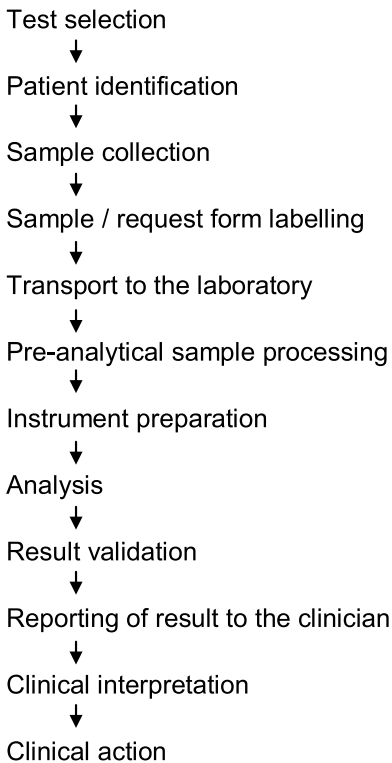 Test selection
Patient identification
Sample collection
Sample / request form labelling
Transport to the laboratory
Pre-analytical sample processing
Instrument preparation
Analysis
Result validation
Reporting of result to the clinician
Clinical interpretation
Clinical action